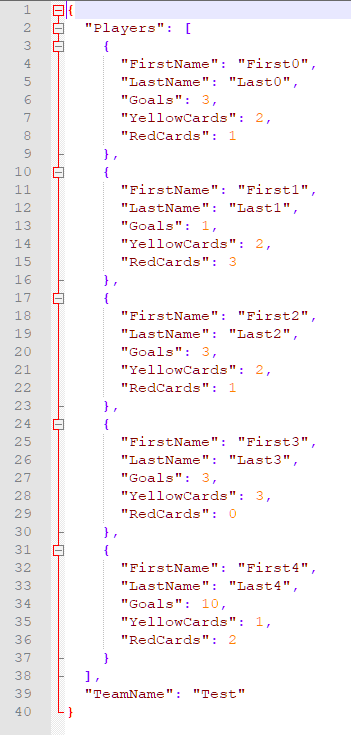 1 {
2 "Players": [
3 {
4 "FirstName": "First0",
5 "LastName": "Last0",
6 "Goals": 3,
7 "YellowCards": 2,
8 "RedCards": 1
9 },
10 {
11 "FirstName": "First1",
12 "LastName": "Last1",
13 "Goals": 1,
14 "YellowCards": 2,
15 "RedCards": 3
16 },
17 {
18 "FirstName": "First2",
19 "LastName": "Last2",
20 "Goals": 3,
21 "YellowCards": 2,
22 "RedCards": 1
23 },
24 {
25 "FirstName": "First3",
26 "LastName": "Last3",
27 "Goals": 3,
28 "YellowCards": 3,
29 "RedCards": 0
30 },
31 {
32 "FirstName": "First4",
33 "LastName": "Last4",
34 "Goals": 10,
35 "YellowCards": 1,
36 "RedCards": 2
37 }
38 ],
39 "TeamName": "Test"
40 }